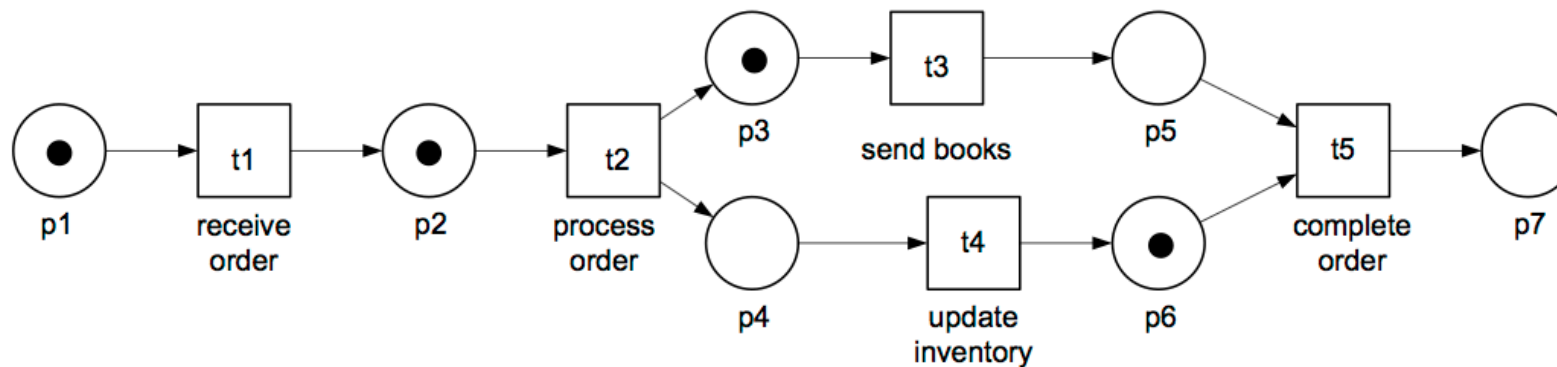 p1
t1
receive
order
p2
t2
process
order
p3
t3
send books
p5
p4
t4
update
inventory
p6
t5
complete
order
p7